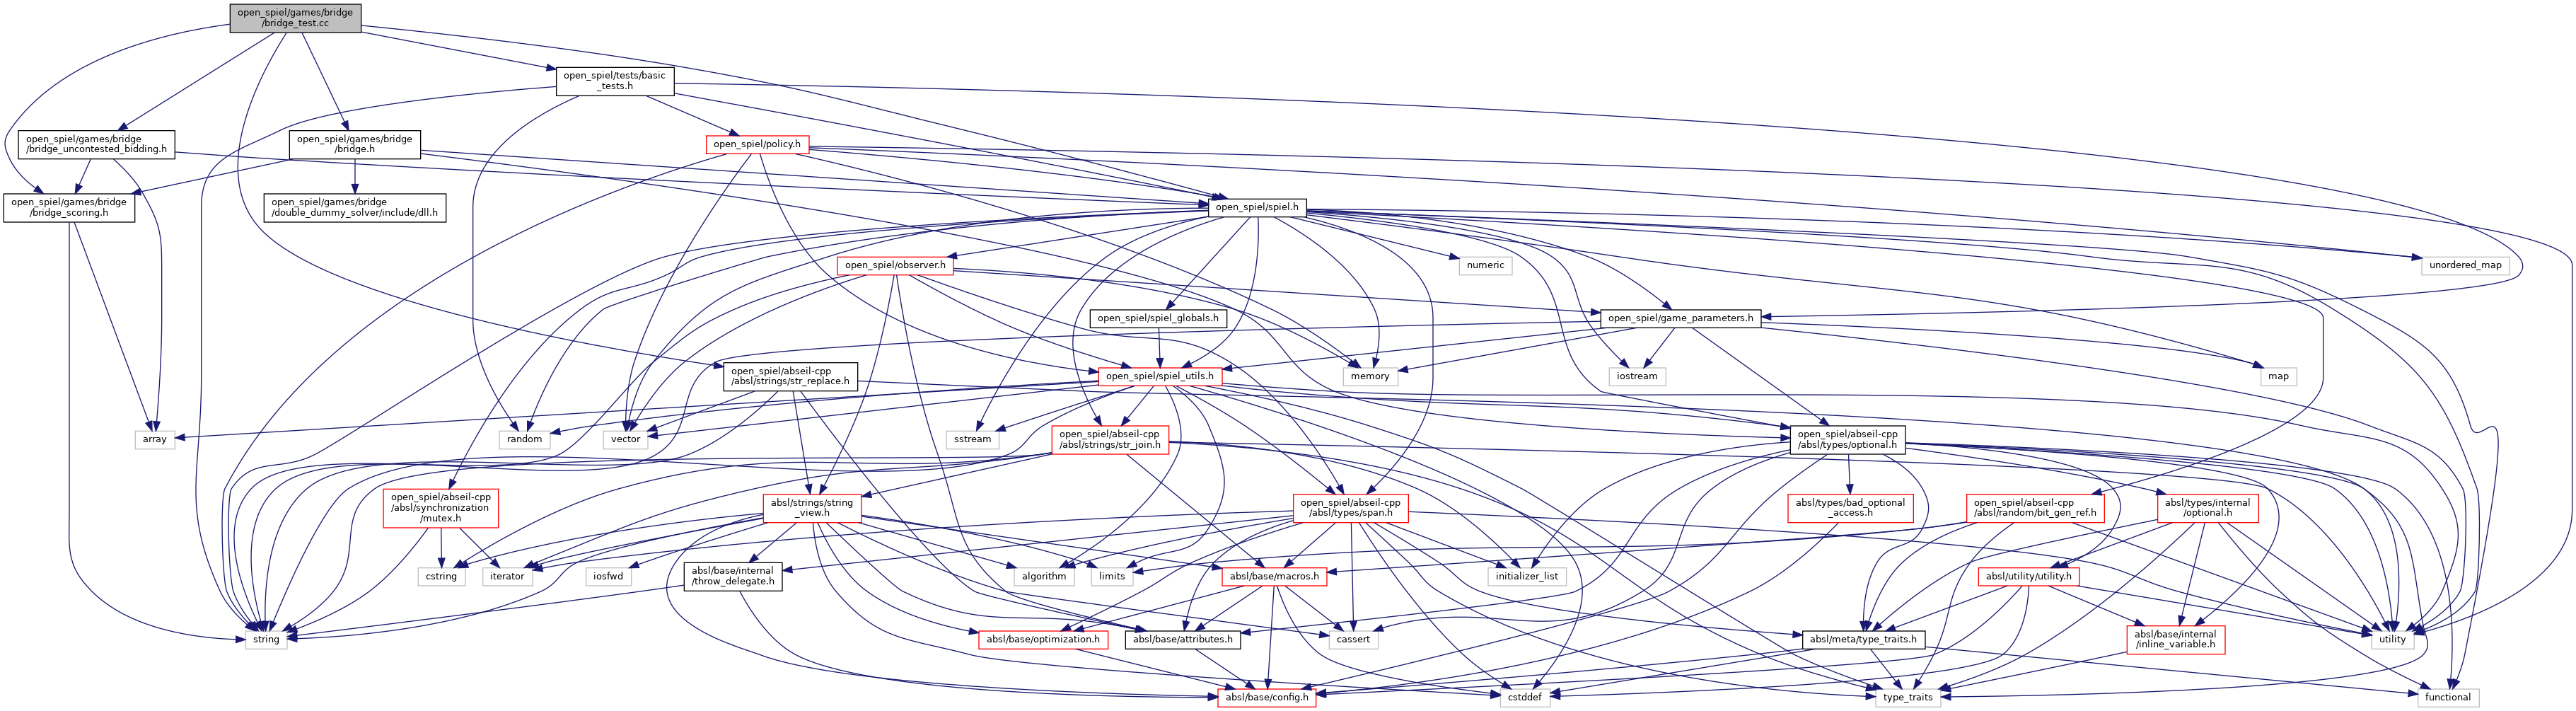 open_spiel/games/bridge
/bridge_test.cc
open_spiel/tests/basic
_tests.h
open_spiel/games/bridge
/bridge_uncontested_bidding.h
open_spiel/games/bridge
/bridge.h
open_spiel/policy.h
open_spiel/games/bridge
/bridge_scoring.h
open_spiel/games/bridge
/double_dummy_solver/include/dll.h
open_spiel/spiel.h
open_spiel/observer.h
numeric
unordered_map
open_spiel/spiel_globals.h
open_spiel/game_parameters.h
open_spiel/abseil-cpp
/absl/strings/str_replace.h
open_spiel/spiel_utils.h
memory
iostream
map
array
random
vector
sstream
open_spiel/abseil-cpp
/absl/strings/str_join.h
open_spiel/abseil-cpp
/absl/types/optional.h
open_spiel/abseil-cpp
/absl/synchronization
/mutex.h
absl/strings/string
_view.h
open_spiel/abseil-cpp
/absl/types/span.h
absl/types/bad_optional
_access.h
open_spiel/abseil-cpp
/absl/random/bit_gen_ref.h
absl/types/internal
/optional.h
cstring
iterator
iosfwd
absl/base/internal
/throw_delegate.h
algorithm
limits
absl/base/macros.h
initializer_list
absl/utility/utility.h
string
absl/base/optimization.h
absl/base/attributes.h
cassert
absl/meta/type_traits.h
absl/base/internal
/inline_variable.h
utility
absl/base/config.h
cstddef
type_traits
functional